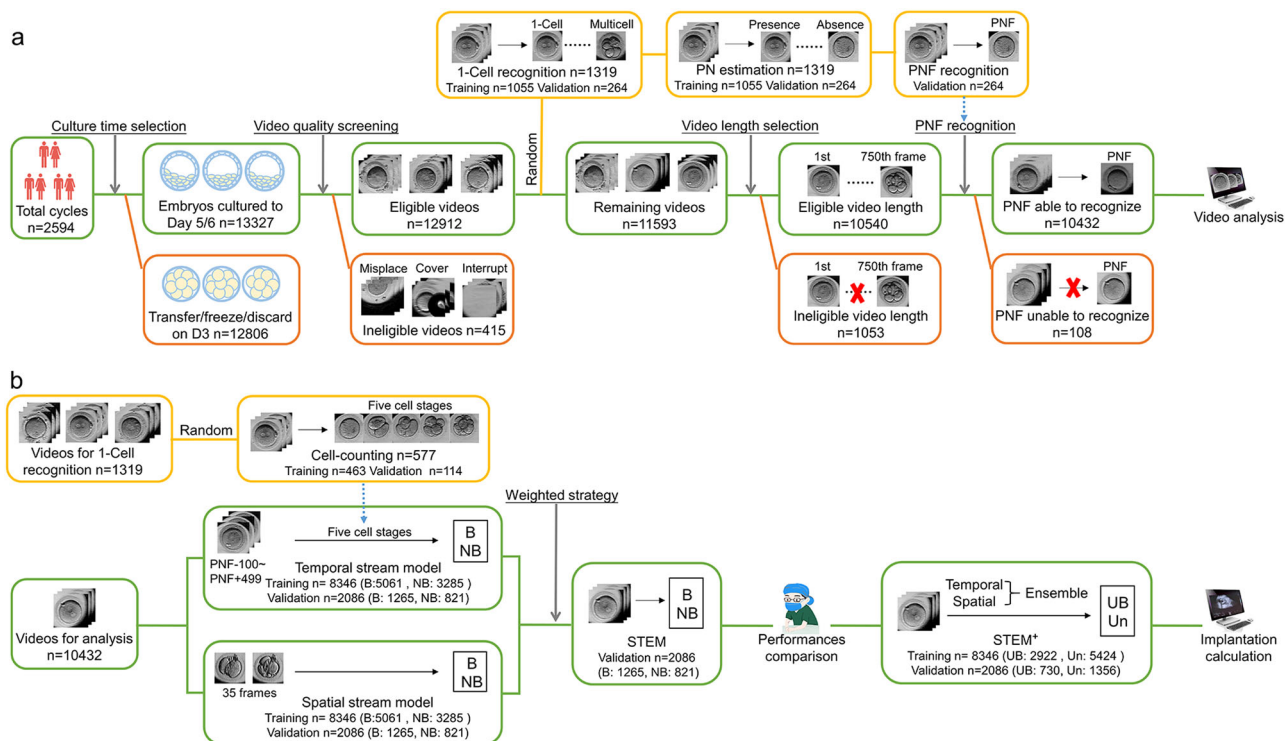 a
1-Cell
Multicell
1-Cell recognition n=1319
Training n=1055 Validation n=264
Presence
Absence
PN estimation n=1319
Training n=1055 Validation n=264
PNF
PNF recognition
Validation n=264
Culture time selection
Video quality screening
Random
Video length selection
PNF recognition
Total cycles
n=2594
Embryos cultured to
Day 5/6 n=13327
Eligible videos
n=12912
Remaining videos
n=11593
1st
750th frame
Eligible video length
n=10540
PNF
PNF able to recognize
n=10432
Video analysis
Transfer/freeze/discard
on D3 n=12806
Misplace
Cover
Interrupt
Ineligible videos n=415
1st
750th frame
Ineligible video length
n=1053
PNF
PNF unable to recognize
n=108
b
Videos for 1-Cell
recognition n=1319
Random
Five cell stages
Cell-counting n=577
Training n=463 Validation n=114
Weighted strategy
PNF-100~
PNF+499
Five cell stages
B
NB
Temporal stream model
Training n= 8346 (B:5061 , NB: 3285 )
Validation n=2086 (B: 1265, NB: 821)
Videos for analysis
n=10432
35 frames
B
NB
Spatial stream model
Training n= 8346 (B:5061 , NB: 3285 )
Validation n=2086 (B: 1265, NB: 821)
B
NB
STEM
Validation n=2086
(B: 1265, NB: 821)
Performances
comparison
Temporal
Spatial
Ensemble
UB
Un
STEM⁺
Training n= 8346 (UB: 2922 , Un: 5424 )
Validation n=2086 (UB: 730, Un: 1356)
Implantation
calculation